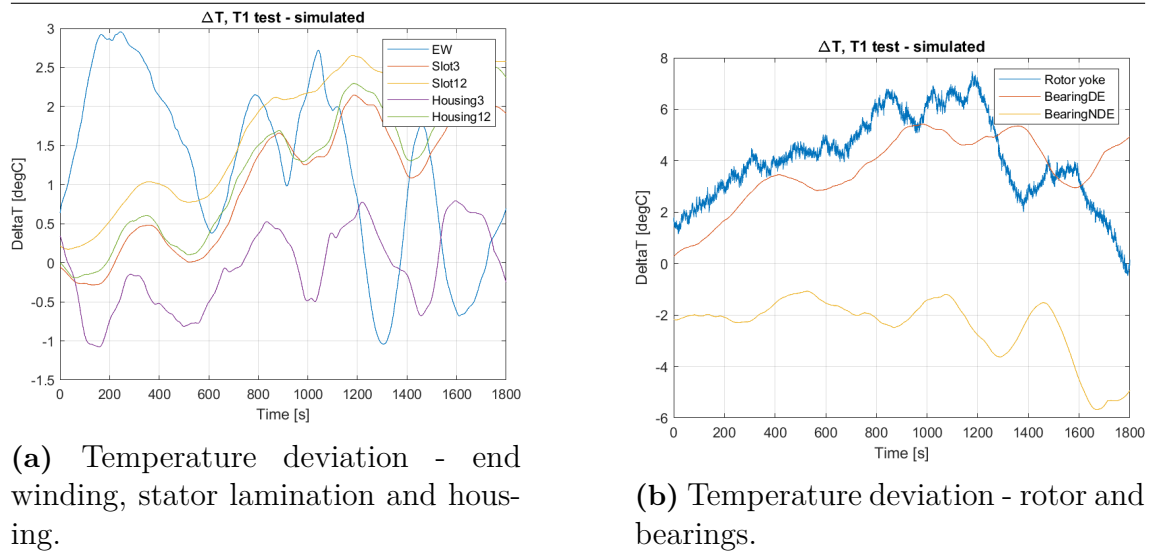 ΔT, T1 test - simulated
3
2.5
2
1.5
1
0.5
0
-0.5
-1
-1.5
DeltaT [degC]
EW
Slot3
Slot12
Housing3
Housing12
0 200 400 600 800 1000 1200 1400 1600 1800
Time [s]
(a) Temperature deviation - end
winding, stator lamination and hous-
ing.
ΔT, T1 test - simulated
8
6
4
2
0
-2
-4
-6
DeltaT [degC]
Rotor yoke
BearingDE
BearingNDE
0 200 400 600 800 1000 1200 1400 1600 1800
Time [s]
(b) Temperature deviation - rotor and
bearings.